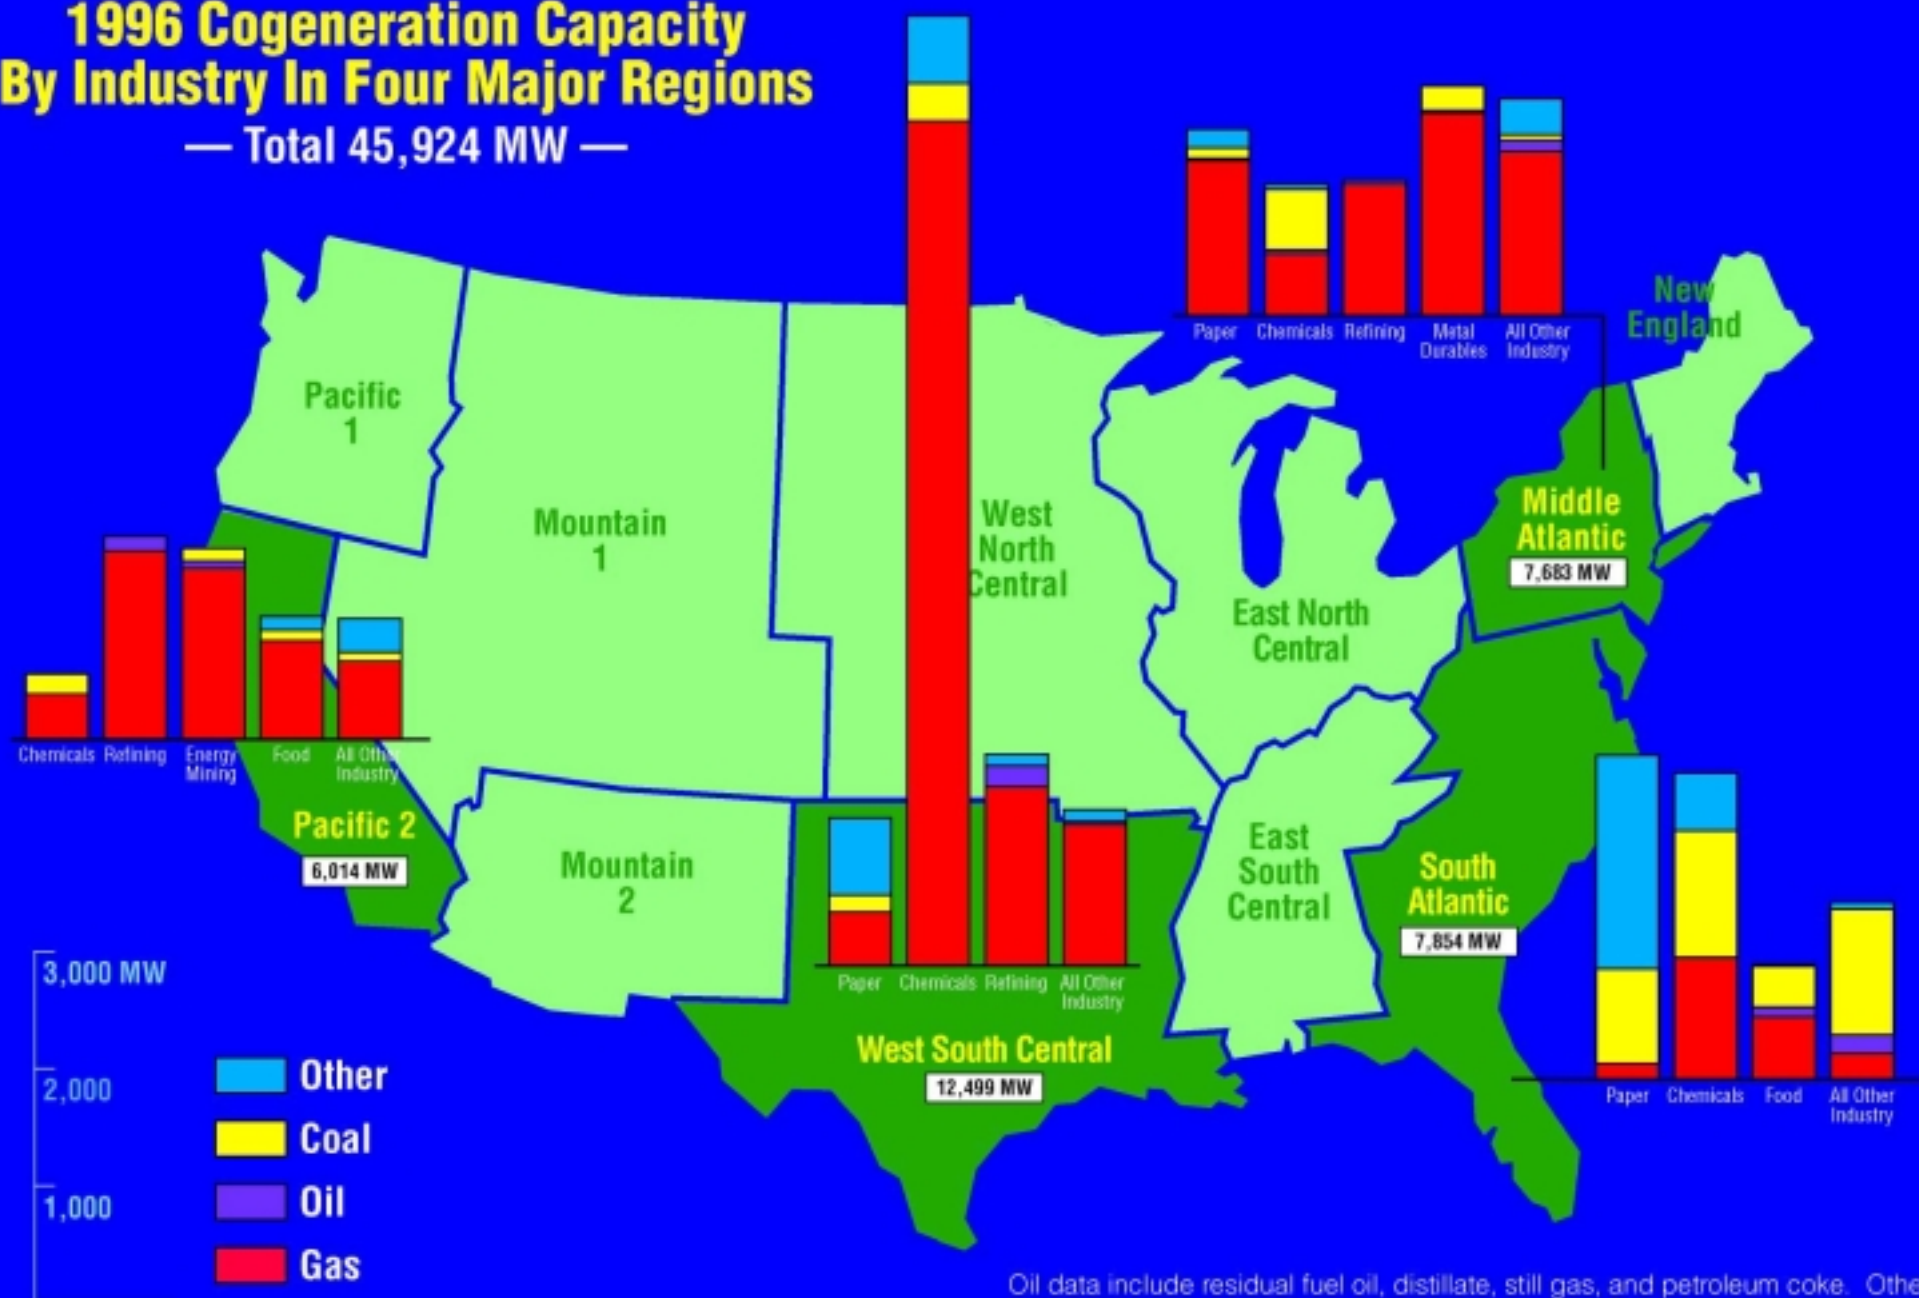 1996 Cogeneration Capacity
By Industry In Four Major Regions
— Total 45,924 MW —
Paper
Chemicals
Refining
Metal
Durables
All Other
Industry
New
England
Pacific
1
Mountain
1
West
North
Central
East North
Central
Middle
Atlantic
7,683 MW
Chemicals
Refining
Energy
Mining
Food
All Other
Industry
Pacific 2
6,014 MW
Mountain
2
Paper
Chemicals
Refining
All Other
Industry
West South Central
12,499 MW
East
South
Central
South
Atlantic
7,854 MW
Paper
Chemicals
Food
All Other
Industry
3,000 MW
2,000
1,000
Other
Coal
Oil
Gas
Oil data include residual fuel oil, distillate, still gas, and petroleum coke.